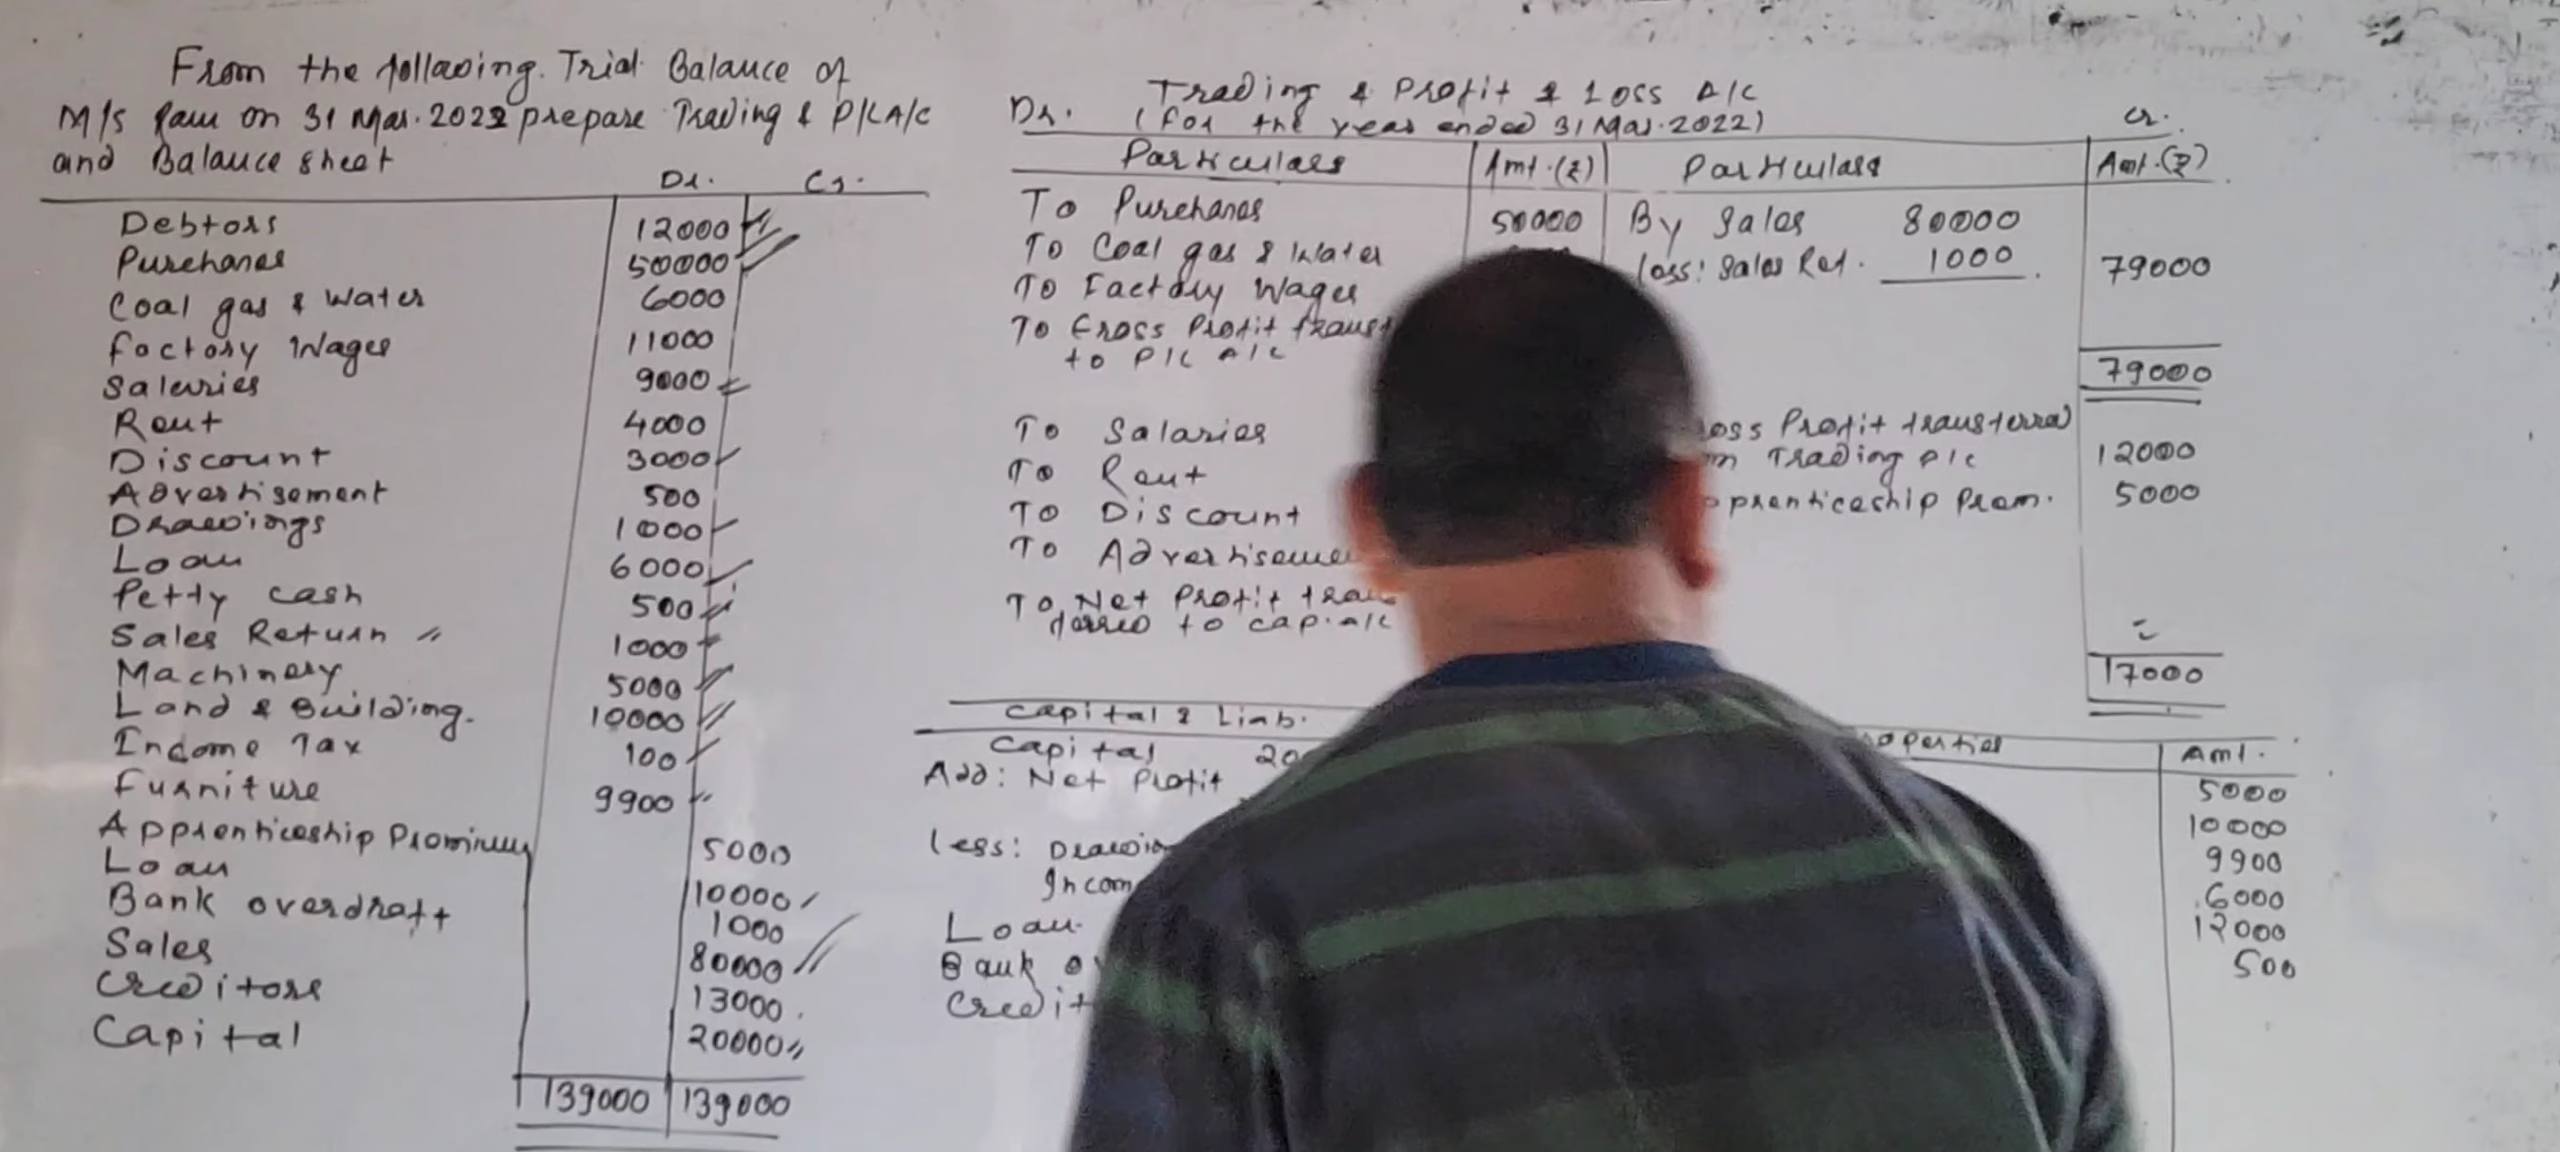 From the following Trial Balance of
M/s Ram on 31 Mar. 2022 prepare Trading & P/L A/c
and Balance sheet
Dr. Cr.
Debtors 12000
Purchases 50000
Coal gas & Water 6000
Factory Wages 11000
Salaries 9000
Rent 4000
Discount 3000
Advertisement 500
Drawings 1000
Loan 6000
Petty cash 500
Sales Return 1000
Machinery 5000
Land & Building. 10000
Income Tax 100
Furniture 9900
Apprenticeship Premium 5000
Loan 10000
Bank overdraft 1000
Sales 80000
Creditors 13000
Capital 20000
139000 139000
Trading & Profit & Loss A/c
Dr. (For the year ended 31 Mar. 2022) Cr.
Particulars Amt.(₹) Particulars Amt.(₹)
To Purchases 50000 By Sales 80000
To Coal gas & Water Less: Sales Ret. 1000 79000
To Factory Wages
To Gross Profit
to P/L A/c
79000
To Salaries Profit transferred
To Rent Trading A/c 12000
To Discount Prem. 5000
To
To Net Profit
to cap. A/c
17000
Capital & Liab. Amt.
Capital 5000
Add: Net Profit 10000
Less: 9900
6000
Loan. 12000
Bank 500